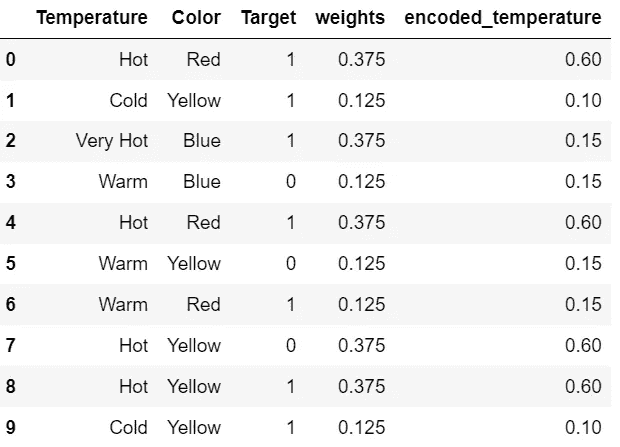 Temperature Color Target weights encoded_temperature
0 Hot Red 1 0.375 0.60
1 Cold Yellow 1 0.125 0.10
2 Very Hot Blue 1 0.375 0.15
3 Warm Blue 0 0.125 0.15
4 Hot Red 1 0.375 0.60
5 Warm Yellow 0 0.125 0.15
6 Warm Red 1 0.125 0.15
7 Hot Yellow 0 0.375 0.60
8 Hot Yellow 1 0.375 0.60
9 Cold Yellow 1 0.125 0.10